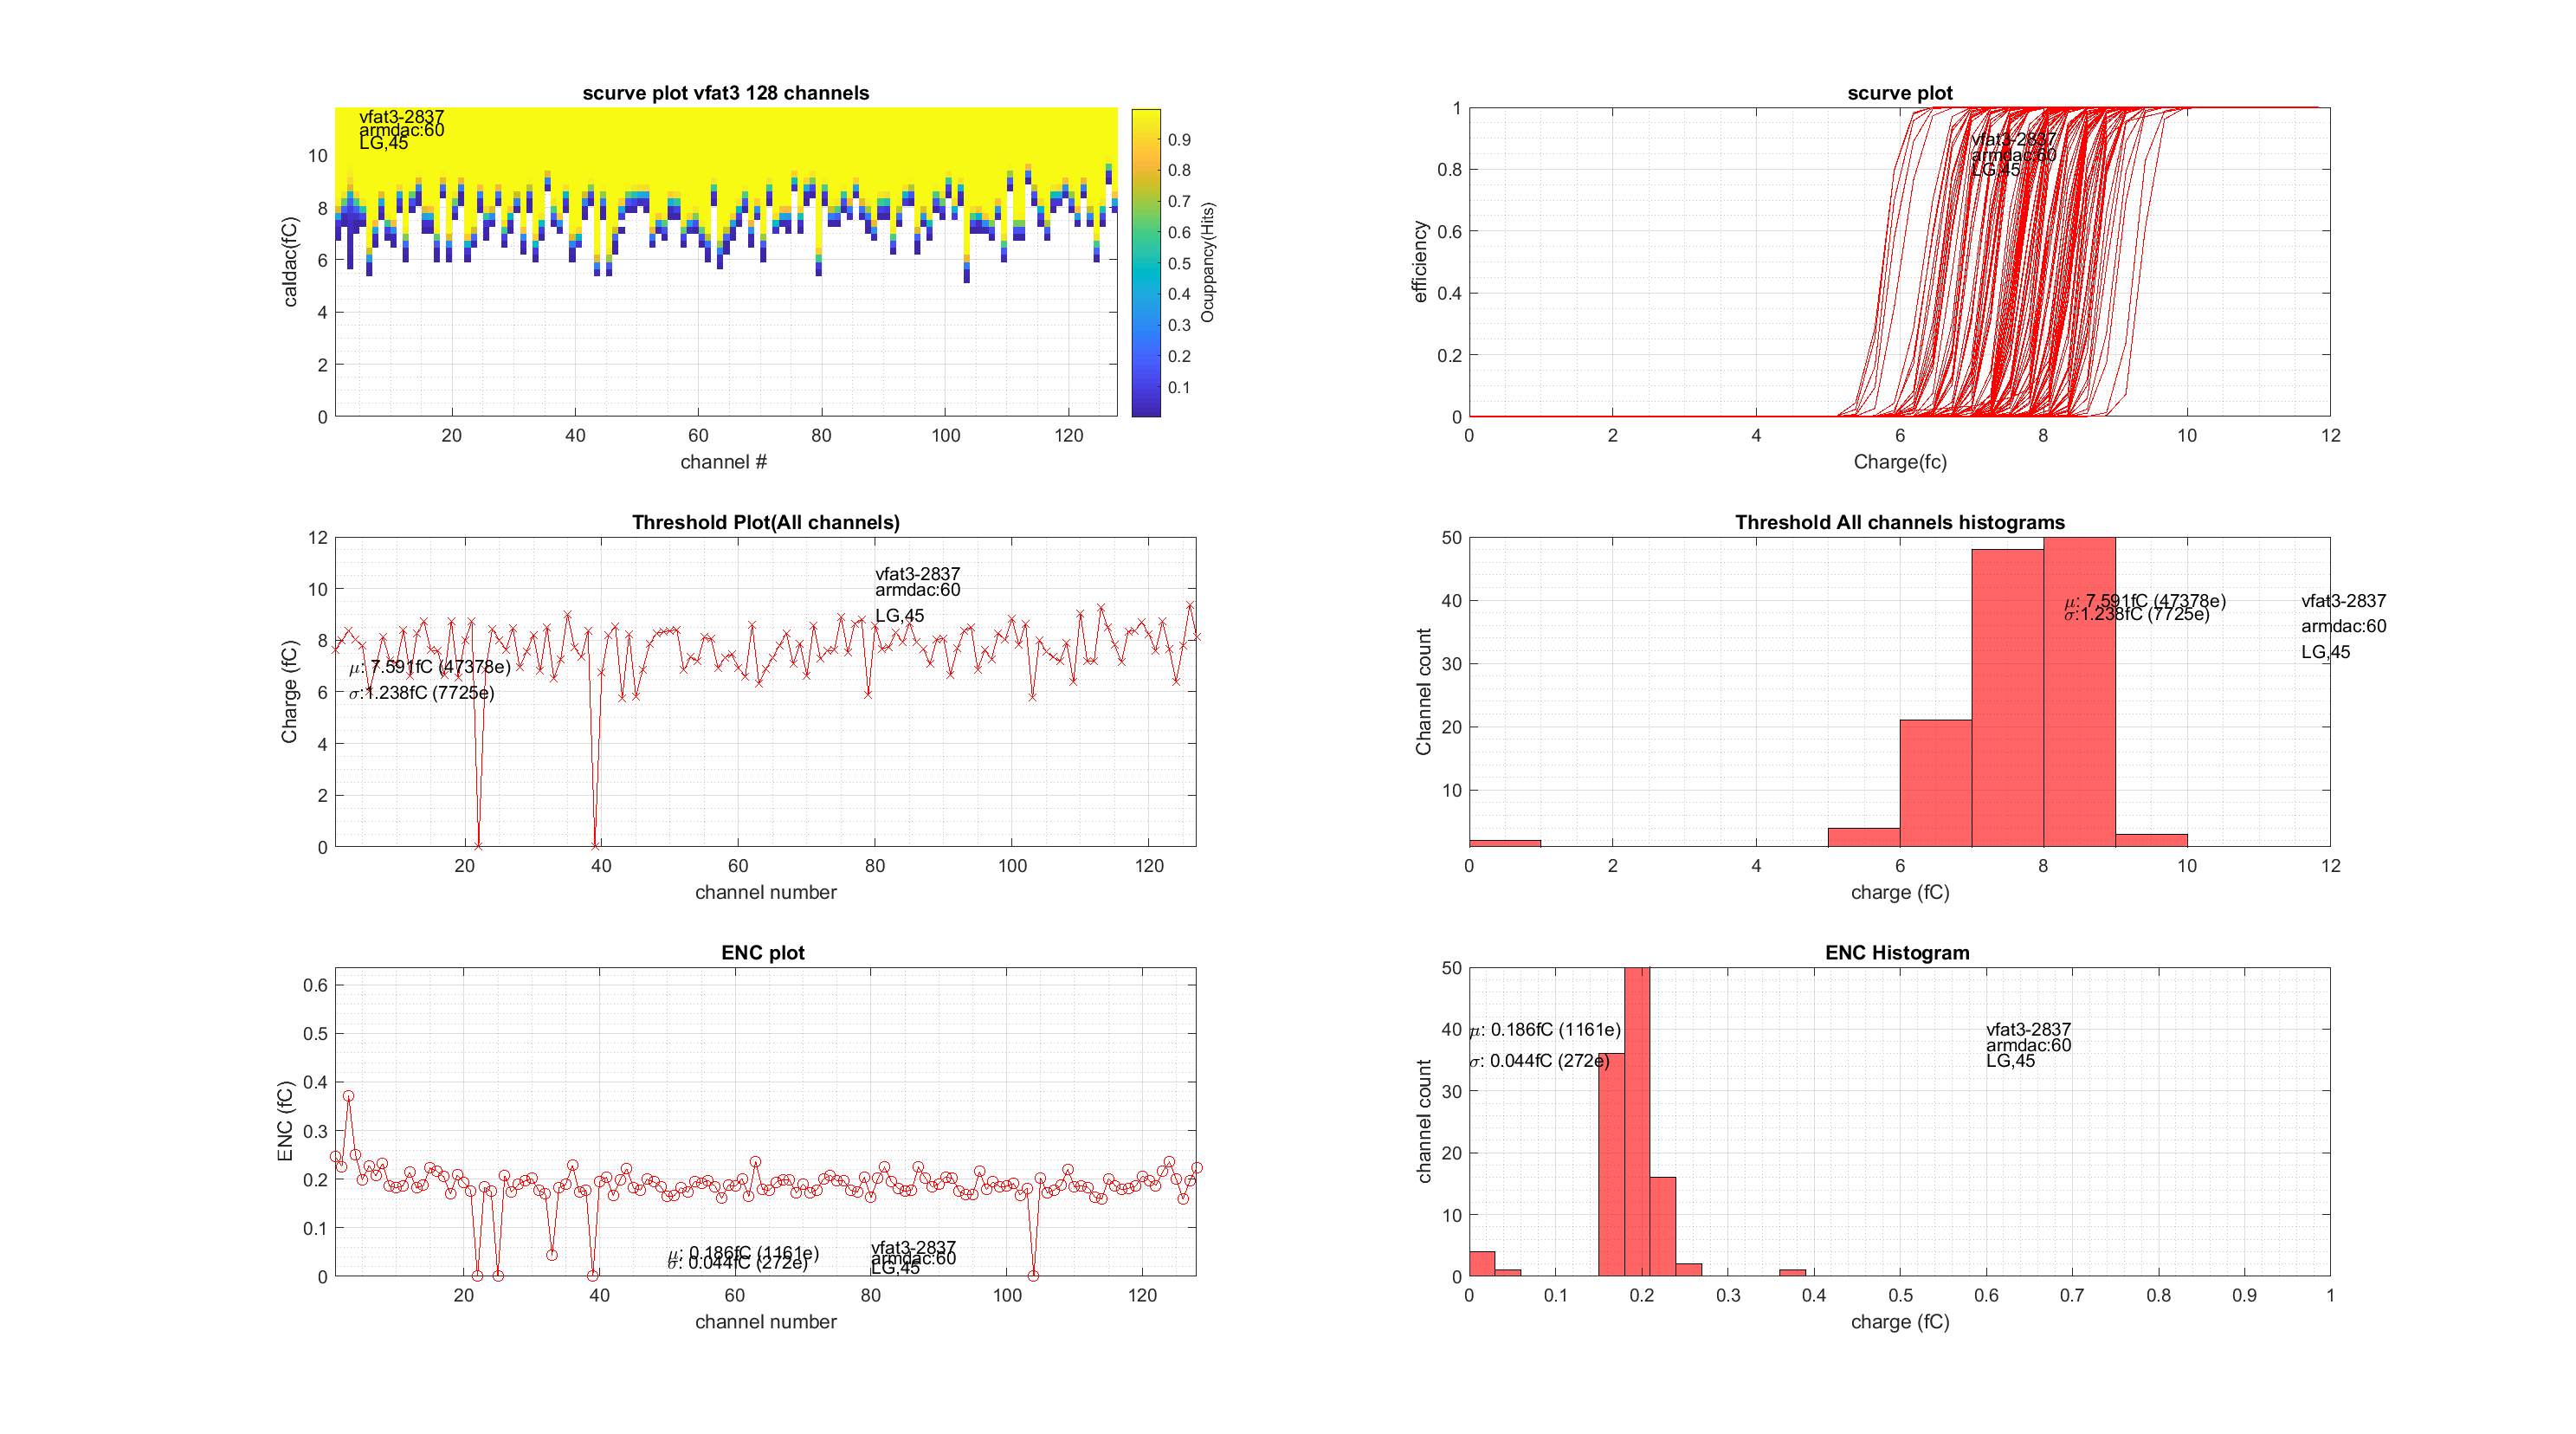 scurve plot vfat3 128 channels
vfat3-2837
armdac:60
LG,45
caldac(fC)
10
8
6
4
2
0
20 40 60 80 100 120
channel #
0.9
0.8
0.7
0.6
0.5
0.4
0.3
0.2
0.1
Ocuppancy(Hits)
scurve plot
vfat3-2837
armdac:60
LG,45
efficiency
1
0.8
0.6
0.4
0.2
0
0 2 4 6 8 10 12
Charge(fc)
Threshold Plot(All channels)
vfat3-2837
armdac:60
LG,45
μ: 7.591fC (47378e)
σ:1.238fC (7725e)
Charge (fC)
12
10
8
6
4
2
0
20 40 60 80 100 120
channel number
Threshold All channels histograms
μ: 7.591fC (47378e)
σ:1.238fC (7725e)
vfat3-2837
armdac:60
LG,45
Channel count
50
40
30
20
10
0 2 4 6 8 10 12
charge (fC)
ENC plot
ENC (fC)
0.6
0.5
0.4
0.3
0.2
0.1
0
μ: 0.186fC (1161e)
σ: 0.044fC (272e)
vfat3-2837
armdac:60
LG,45
20 40 60 80 100 120
channel number
ENC Histogram
μ: 0.186fC (1161e)
σ: 0.044fC (272e)
vfat3-2837
armdac:60
LG,45
channel count
50
40
30
20
10
0
0 0.1 0.2 0.3 0.4 0.5 0.6 0.7 0.8 0.9 1
charge (fC)